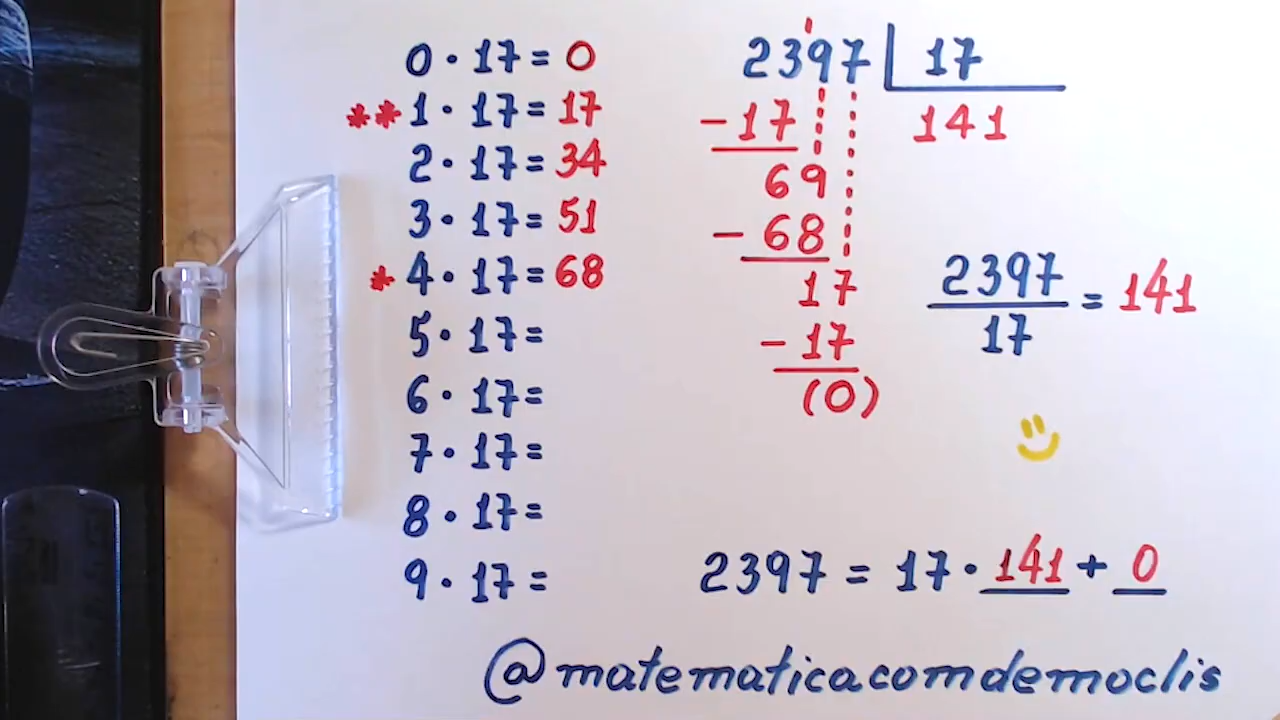 0 · 17 = 0
** 1 · 17 = 17
2 · 17 = 34
3 · 17 = 51
* 4 · 17 = 68
5 · 17 =
6 · 17 =
7 · 17 =
8 · 17 =
9 · 17 =
2397 | 17
- 17 141
69
- 68
17
- 17
(0)
2397
17
= 141
2397 = 17 · 141 + 0
@matematicacomdemoclis